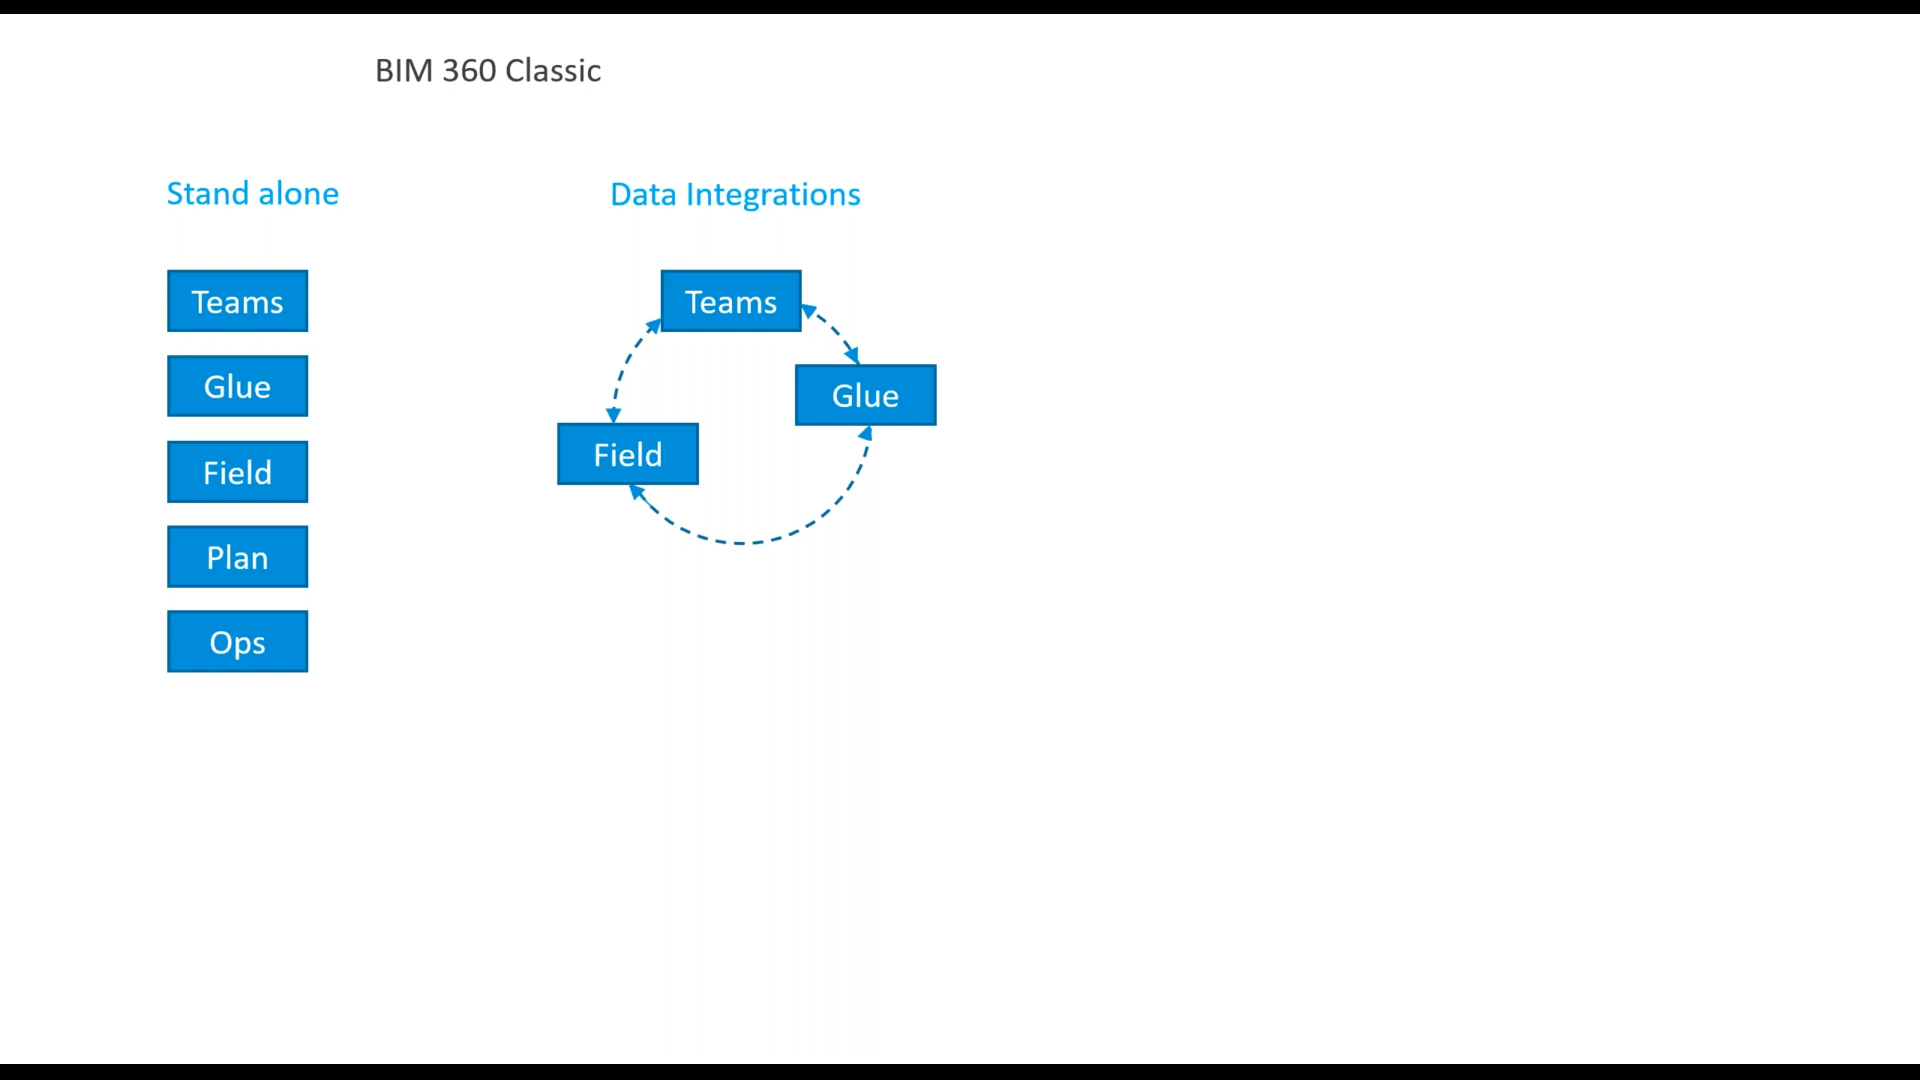 BIM 360 Classic
Stand alone
Data Integrations
Teams
Glue
Field
Plan
Ops
Teams
Glue
Field